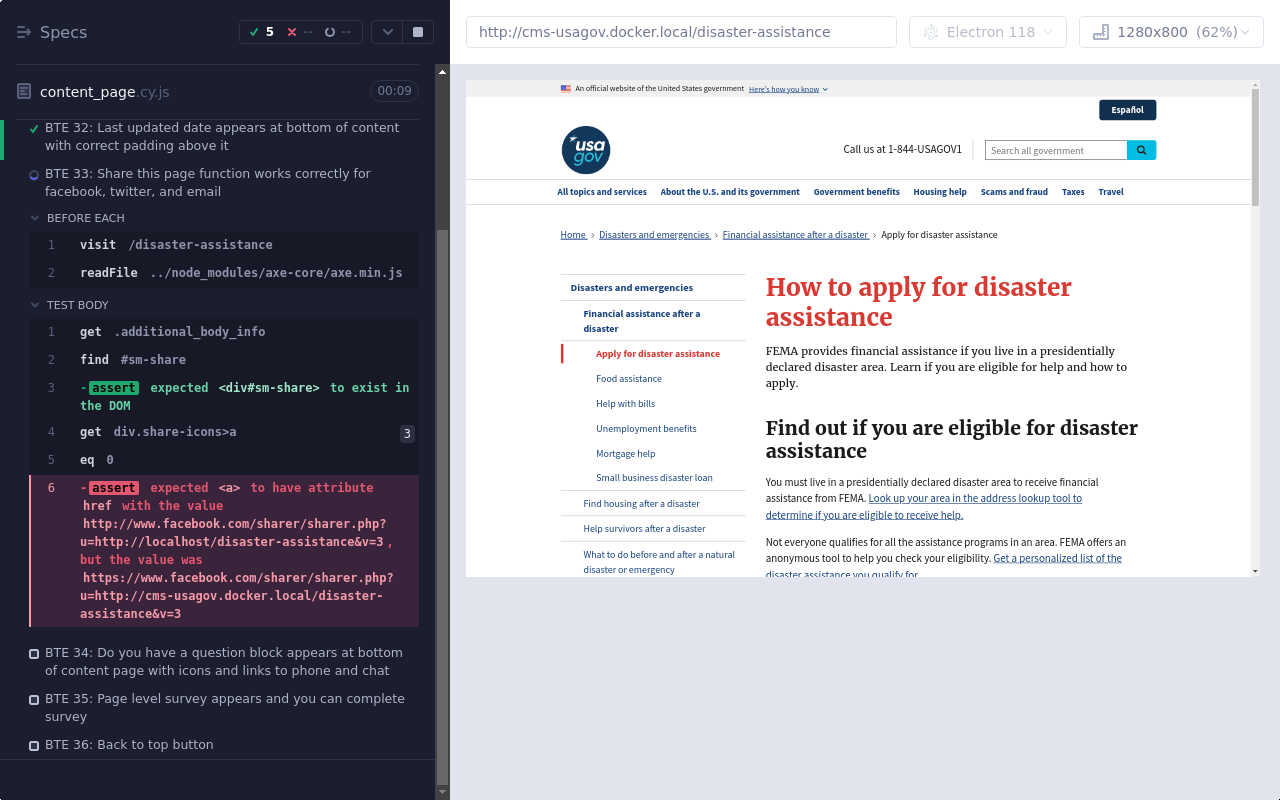 Specs
5
--
--
content_page.cy.js
00:09
BTE 32: Last updated date appears at bottom of content
with correct padding above it
BTE 33: Share this page function works correctly for
facebook, twitter, and email
BEFORE EACH
1 visit /disaster-assistance
2 readFile ../node_modules/axe-core/axe.min.js
TEST BODY
1 get .additional_body_info
2 find #sm-share
3 -assert expected <div#sm-share> to exist in
the DOM
4 get div.share-icons>a 3
5 eq 0
6 -assert expected <a> to have attribute
href with the value
http://www.facebook.com/sharer/sharer.php?
u=http://localhost/disaster-assistance&v=3 ,
but the value was
https://www.facebook.com/sharer/sharer.php?
u=http://cms-usagov.docker.local/disaster-
assistance&v=3
BTE 34: Do you have a question block appears at bottom
of content page with icons and links to phone and chat
BTE 35: Page level survey appears and you can complete
survey
BTE 36: Back to top button
http://cms-usagov.docker.local/disaster-assistance
Electron 118
1280x800 (62%)
An official website of the United States government Here's how you know
Español
usa
gov
Call us at 1-844-USAGOV1
Search all government
All topics and services About the U.S. and its government Government benefits Housing help Scams and fraud Taxes Travel
Home › Disasters and emergencies › Financial assistance after a disaster › Apply for disaster assistance
Disasters and emergencies
Financial assistance after a
disaster
Apply for disaster assistance
Food assistance
Help with bills
Unemployment benefits
Mortgage help
Small business disaster loan
Find housing after a disaster
Help survivors after a disaster
What to do before and after a natural
disaster or emergency
How to apply for disaster
assistance
FEMA provides financial assistance if you live in a presidentially
declared disaster area. Learn if you are eligible for help and how to
apply.
Find out if you are eligible for disaster
assistance
You must live in a presidentially declared disaster area to receive financial
assistance from FEMA. Look up your area in the address lookup tool to
determine if you are eligible to receive help.
Not everyone qualifies for all the assistance programs in an area. FEMA offers an
anonymous tool to help you check your eligibility. Get a personalized list of the
disaster assistance you qualify for.